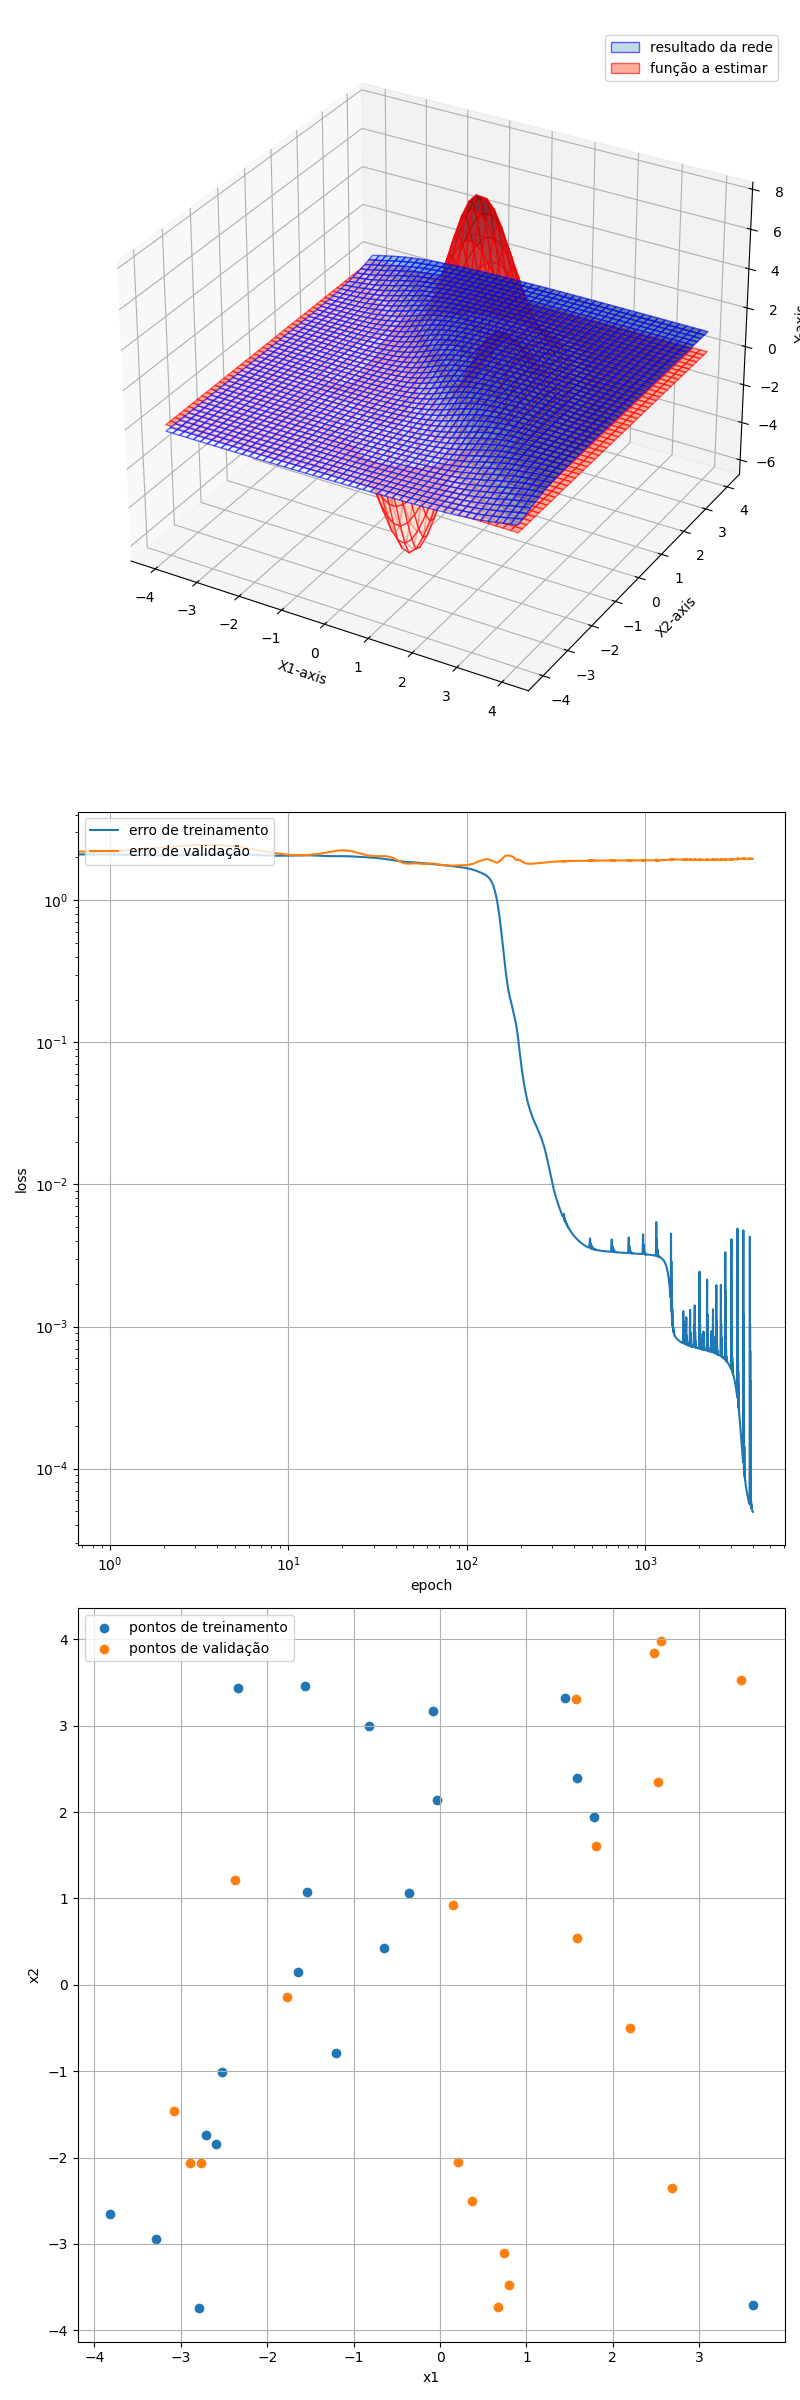 resultado da rede
função a estimar
8
6
4
2
0
−2
−4
−6
−4
−3
−2
−1
0
1
2
3
4
X1-axis
−4
−3
−2
−1
0
1
2
3
4
X2-axis
erro de treinamento
erro de validação
10^0
10^−1
10^−2
10^−3
10^−4
loss
10^0 10^1 10^2 10^3
epoch
pontos de treinamento
pontos de validação
4
3
2
1
0
−1
−2
−3
−4
x2
−4 −3 −2 −1 0 1 2 3
x1